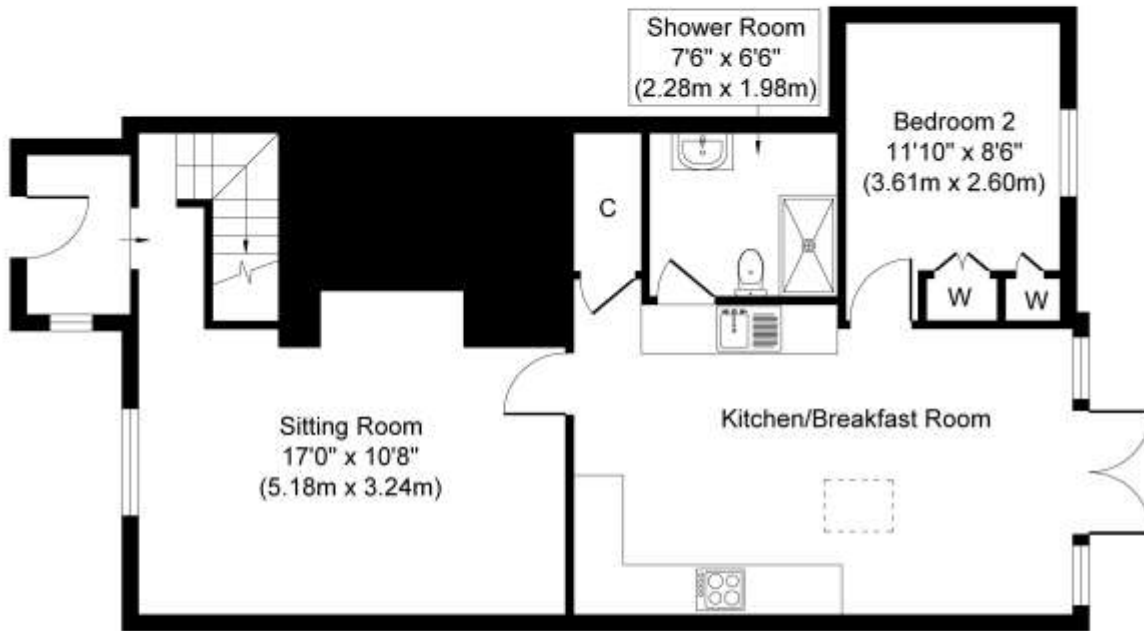 Shower Room
7'6" x 6'6"
(2.28m x 1.98m)
Bedroom 2
11'10" x 8'6"
(3.61m x 2.60m)
C
W
W
Sitting Room
17'0" x 10'8"
(5.18m x 3.24m)
Kitchen/Breakfast Room